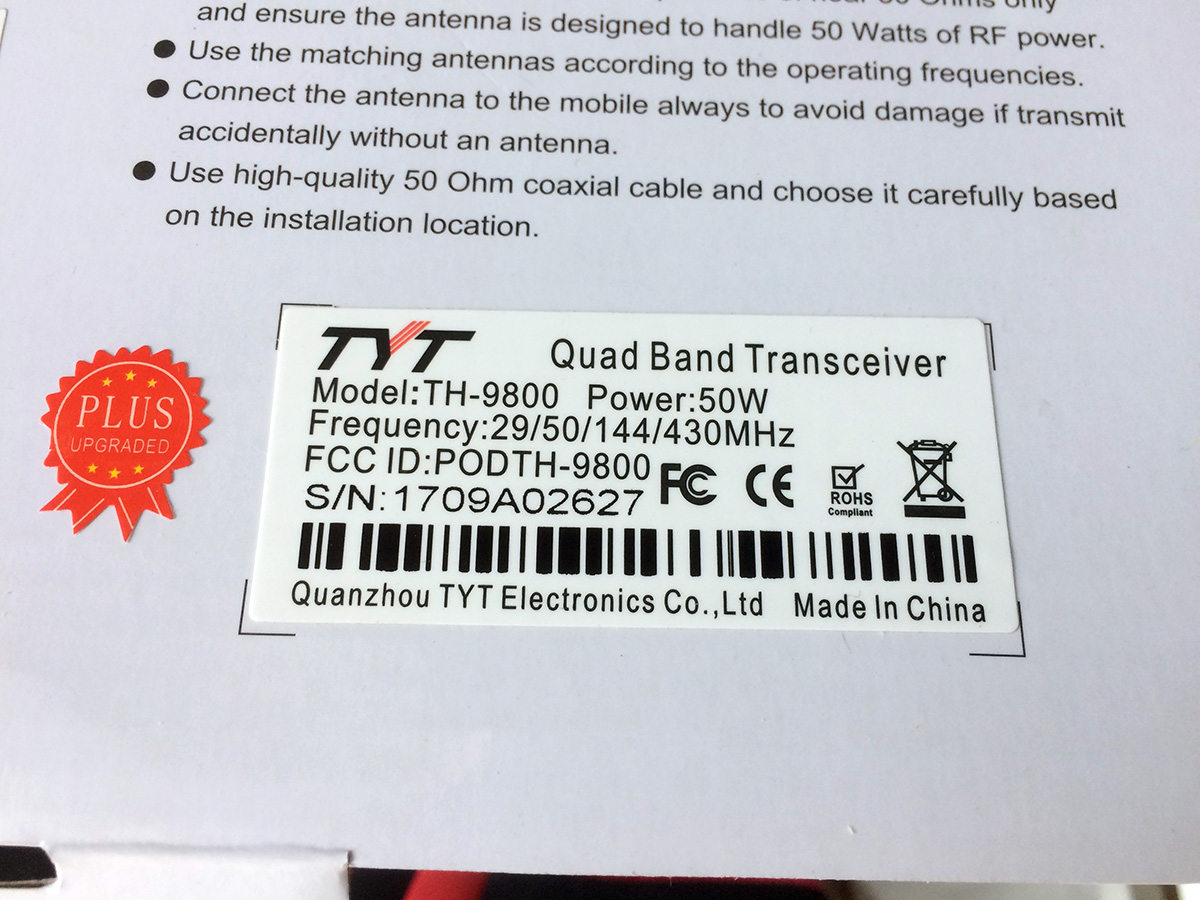 Ohms only
and ensure the antenna is designed to handle 50 Watts of RF power.
● Use the matching antennas according to the operating frequencies.
● Connect the antenna to the mobile always to avoid damage if transmit
accidentally without an antenna.
● Use high-quality 50 Ohm coaxial cable and choose it carefully based
on the installation location.
PLUS
UPGRADED
TYT Quad Band Transceiver
Model:TH-9800 Power:50W
Frequency:29/50/144/430MHz
FCC ID:PODTH-9800
S/N:1709A02627
FC CE
ROHS
Compliant
Quanzhou TYT Electronics Co.,Ltd Made In China